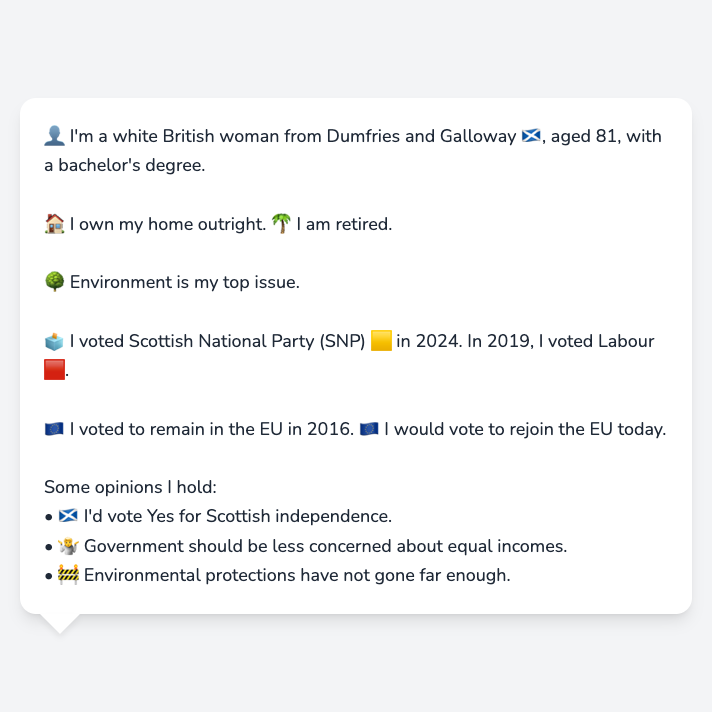 👤 I'm a white British woman from Dumfries and Galloway 🏴󠁧󠁢󠁳󠁣󠁴󠁿, aged 81, with
a bachelor's degree.
🏠 I own my home outright. 🌴 I am retired.
🌳 Environment is my top issue.
🗳️ I voted Scottish National Party (SNP) 🟨 in 2024. In 2019, I voted Labour
🟥.
🇪🇺 I voted to remain in the EU in 2016. 🇪🇺 I would vote to rejoin the EU today.
Some opinions I hold:
• 🏴󠁧󠁢󠁳󠁣󠁴󠁿 I'd vote Yes for Scottish independence.
• 🤷 Government should be less concerned about equal incomes.
• 🚧 Environmental protections have not gone far enough.